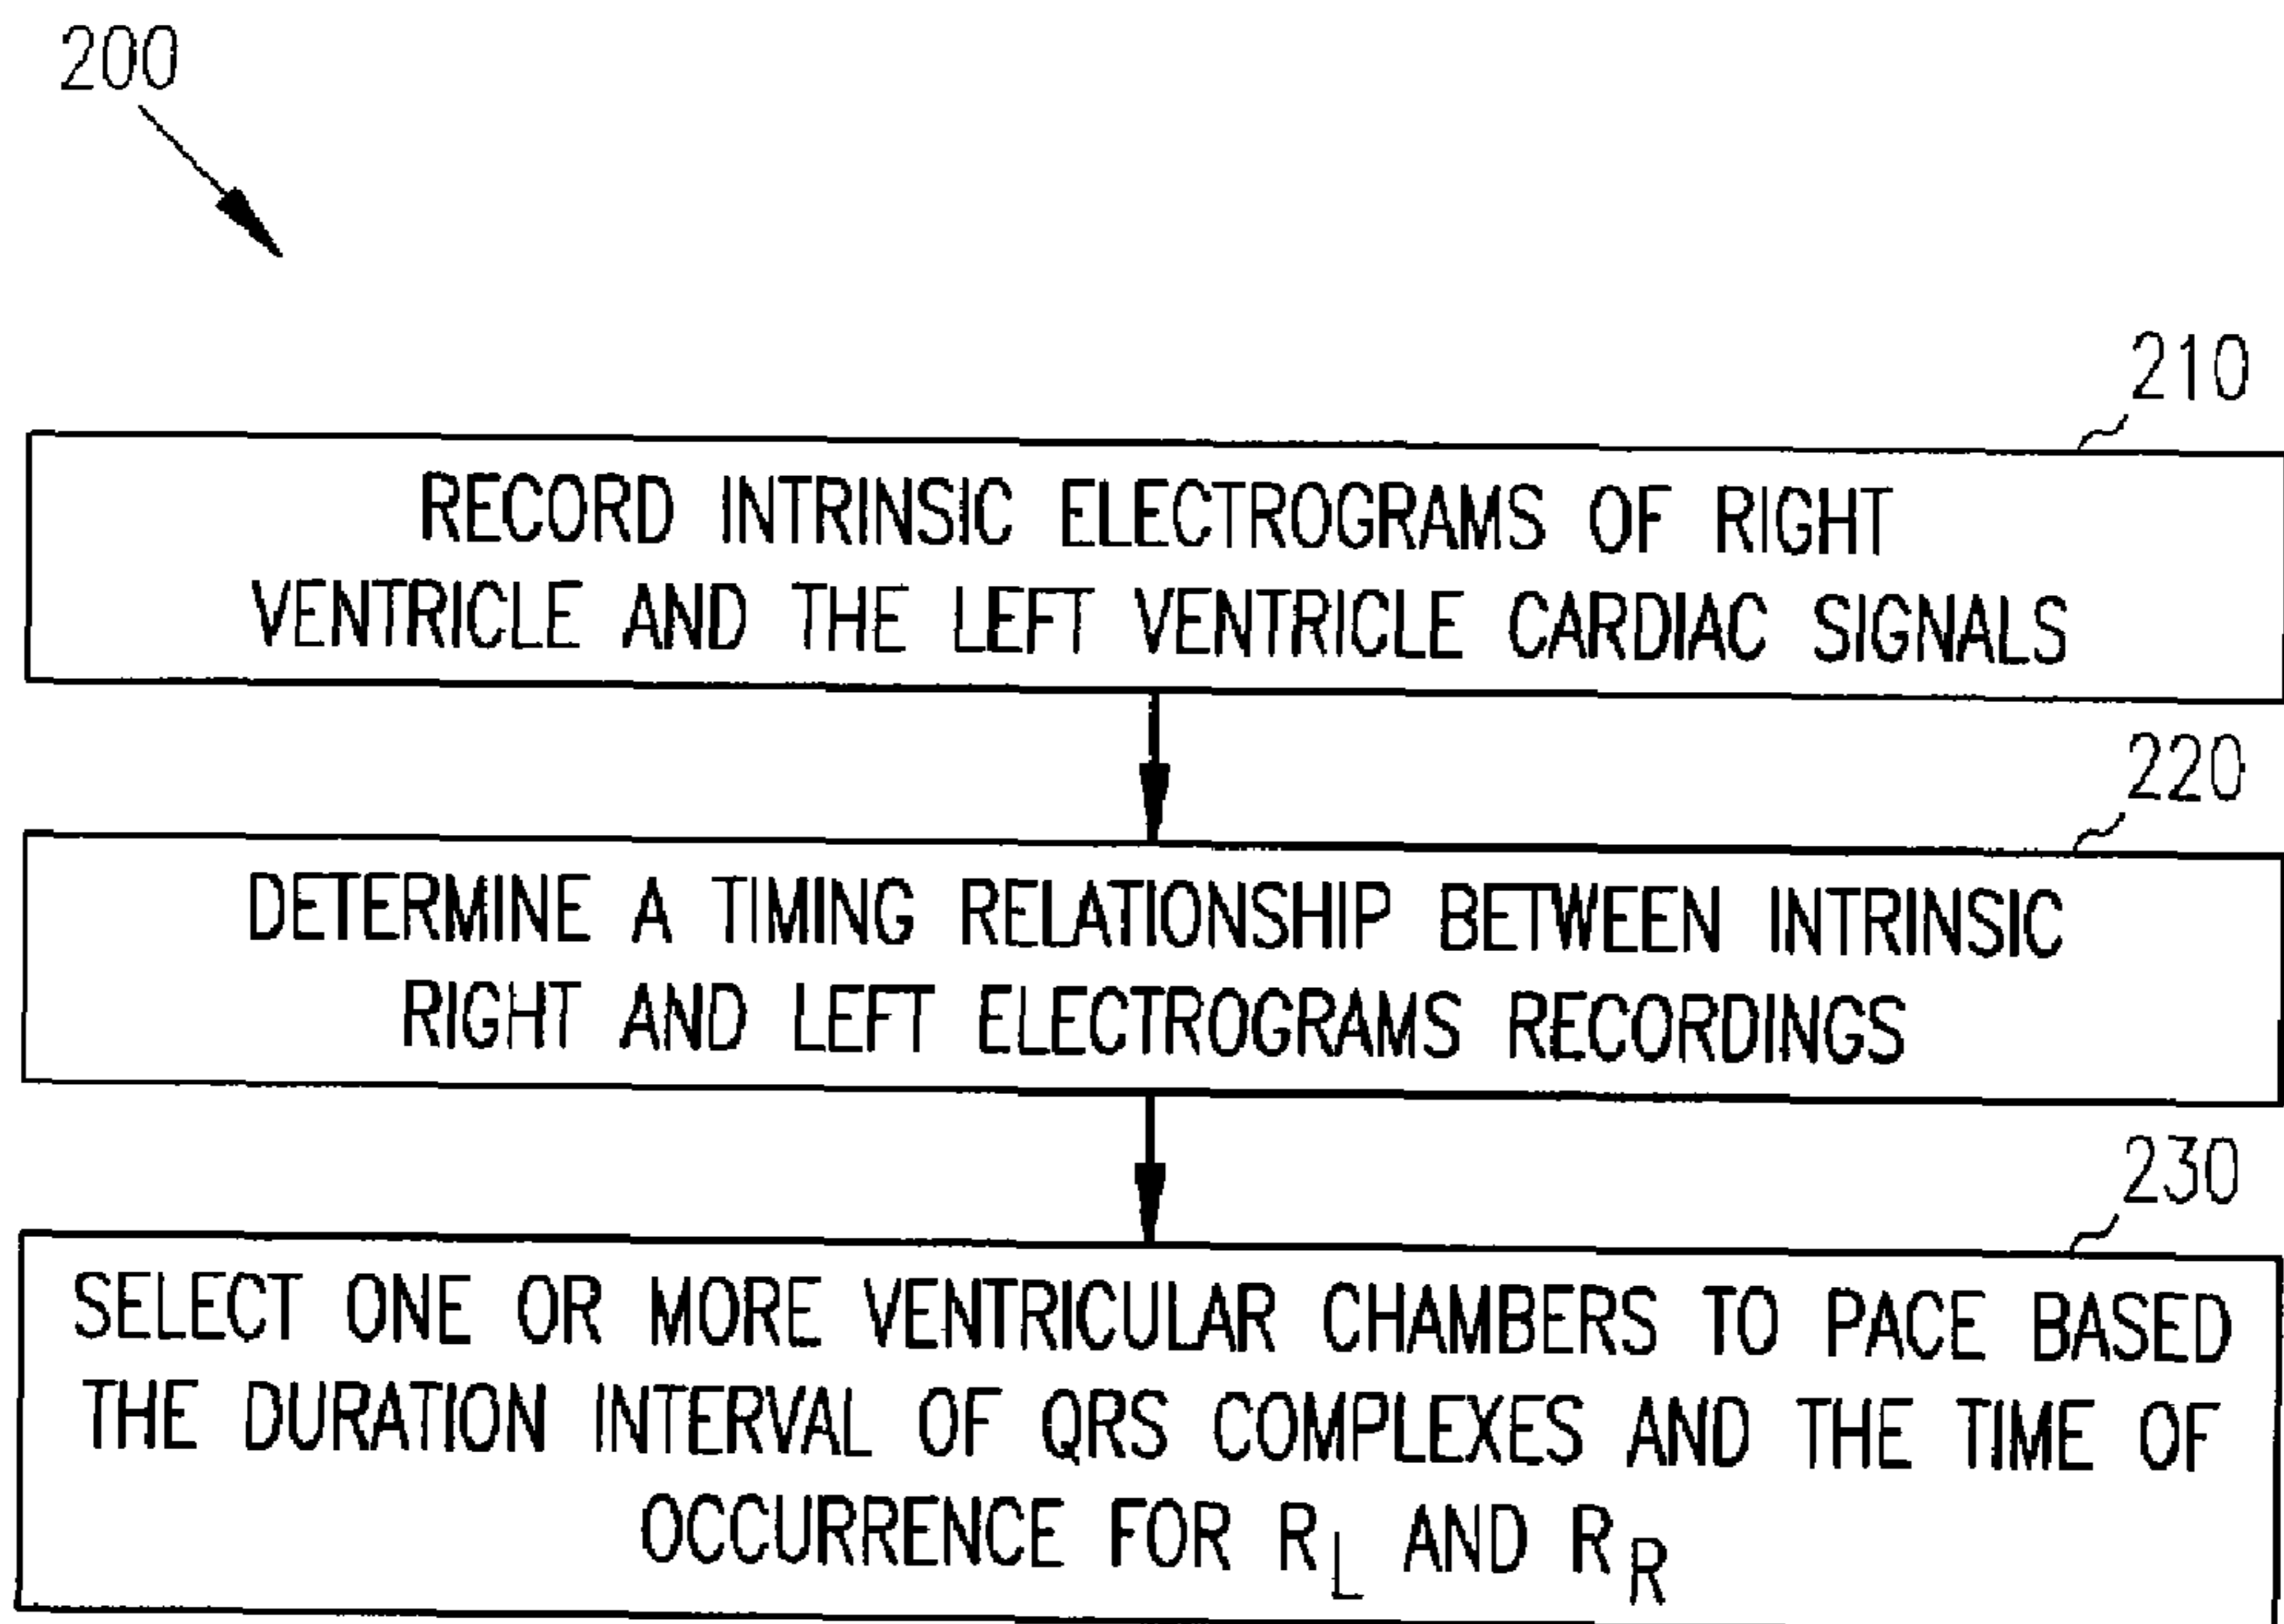 200
210
RECORD INTRINSIC ELECTROGRAMS OF RIGHT
VENTRICLE AND THE LEFT VENTRICLE CARDIAC SIGNALS
220
DETERMINE A TIMING RELATIONSHIP BETWEEN INTRINSIC
RIGHT AND LEFT ELECTROGRAMS RECORDINGS
230
SELECT ONE OR MORE VENTRICULAR CHAMBERS TO PACE BASED
THE DURATION INTERVAL OF QRS COMPLEXES AND THE TIME OF
OCCURRENCE FOR R_L AND R_R